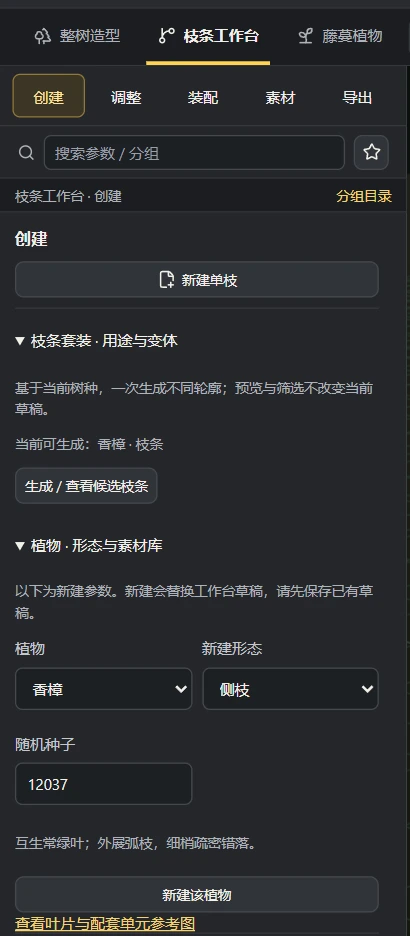 整树造型 枝条工作台 藤蔓植物
创建 调整 装配 素材 导出
搜索参数 / 分组
枝条工作台 · 创建 分组目录
创建
新建单枝
▼ 枝条套装 · 用途与变体
基于当前树种，一次生成不同轮廓；预览与筛选不改变当前
草稿。
当前可生成：香樟 · 枝条
生成 / 查看候选枝条
▼ 植物 · 形态与素材库
以下为新建参数。新建会替换工作台草稿，请先保存已有草
稿。
植物 新建形态
香樟 侧枝
随机种子
12037
互生常绿叶；外展弧枝，细梢疏密错落。
新建该植物
查看叶片与配套单元参考图